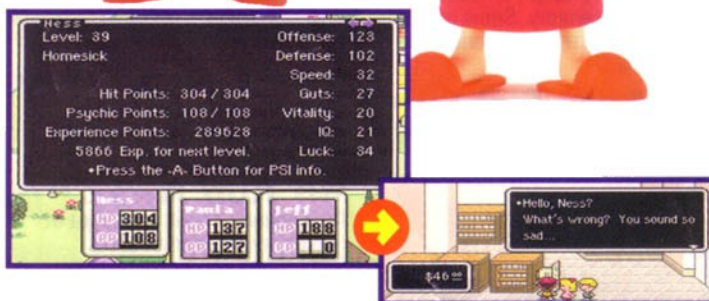 Ness
Level: 39 Offense: 123
Homesick Defense: 102
Speed: 32
Hit Points: 304 / 304 Guts: 27
Psychic Points: 108 / 108 Vitality: 20
Experience Points: 289628 IQ: 21
5866 Exp. for next level. Luck: 34
•Press the -A- Button for PSI info.
Ness Paula Jeff
HP 304 HP 137 HP 188
PP 108 PP 127 PP 0
•Hello, Ness?
What's wrong? You sound so
sad...
$46 00